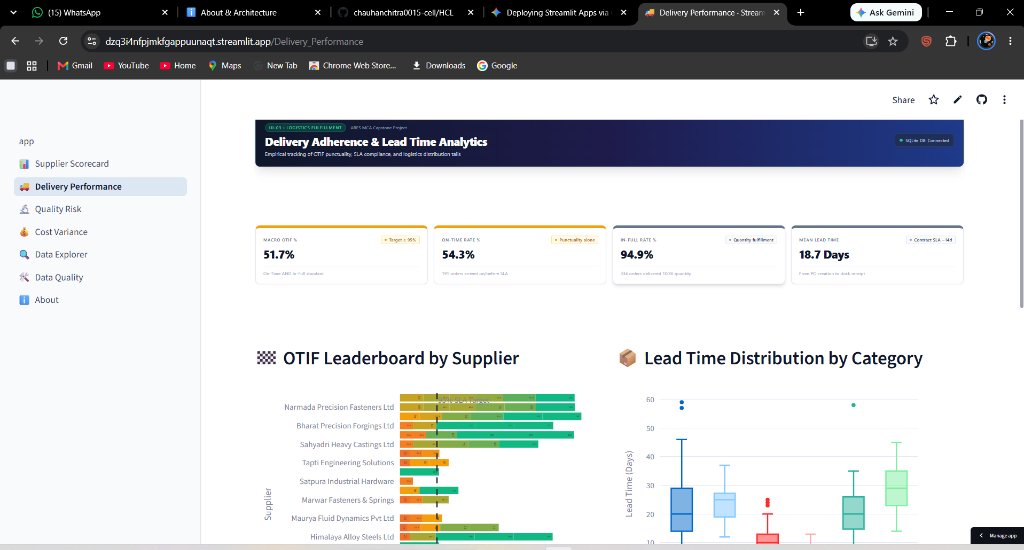 (15) WhatsApp
About & Architecture
chauhanchitra0015-cell/HCL
Deploying Streamlit Apps via
Delivery Performance · Stream
Ask Gemini
dzq3i4nfpjmkfgappuunaqt.streamlit.app/Delivery_Performance
Gmail
YouTube
Home
Maps
New Tab
Chrome Web Store...
Downloads
Google
Share
app
Supplier Scorecard
Delivery Performance
Quality Risk
Cost Variance
Data Explorer
Data Quality
About
Delivery Adherence & Lead Time Analytics
Empirical tracking of OTIF punctuality, SLA compliance, and logistics distribution tails
SQLite DB: Connected
MACRO OTIF %
Target ≥ 95%
51.7%
ON-TIME RATE %
Punctuality alone
54.3%
IN-FULL RATE %
Quantity fulfillment
94.9%
MEAN LEAD TIME
Contract SLA
18.7 Days
OTIF Leaderboard by Supplier
Narmada Precision Fasteners Ltd
Bharat Precision Forgings Ltd
Sahyadri Heavy Castings Ltd
Tapti Engineering Solutions
Satpura Industrial Hardware
Marwar Fasteners & Springs
Maurya Fluid Dynamics Pvt Ltd
Himalaya Alloy Steels Ltd
Supplier
Lead Time Distribution by Category
60
50
40
30
20
10
Lead Time (Days)
Manage app